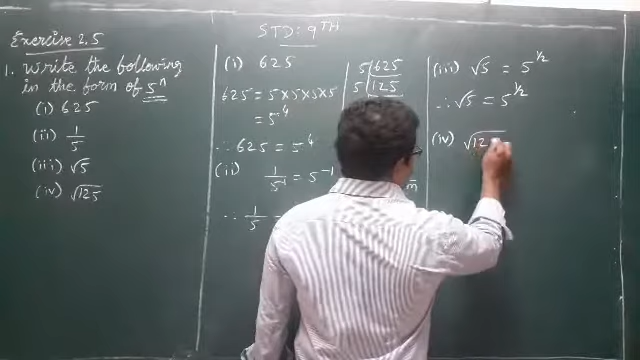 STD: 9TH
Exercise 2.5
1. Write the following
in the form of 5ⁿ
(i) 625
(ii) 1/5
(iii) √5
(iv) √125
(i) 625
625 = 5×5×5×5
= 5⁴
∴ 625 = 5⁴
(ii) 1/5¹ = 5⁻¹
∴ 1/5 =
5 | 625
5 | 125
(iii) √5 = 5^1/2
∴ √5 = 5^1/2
(iv) √12